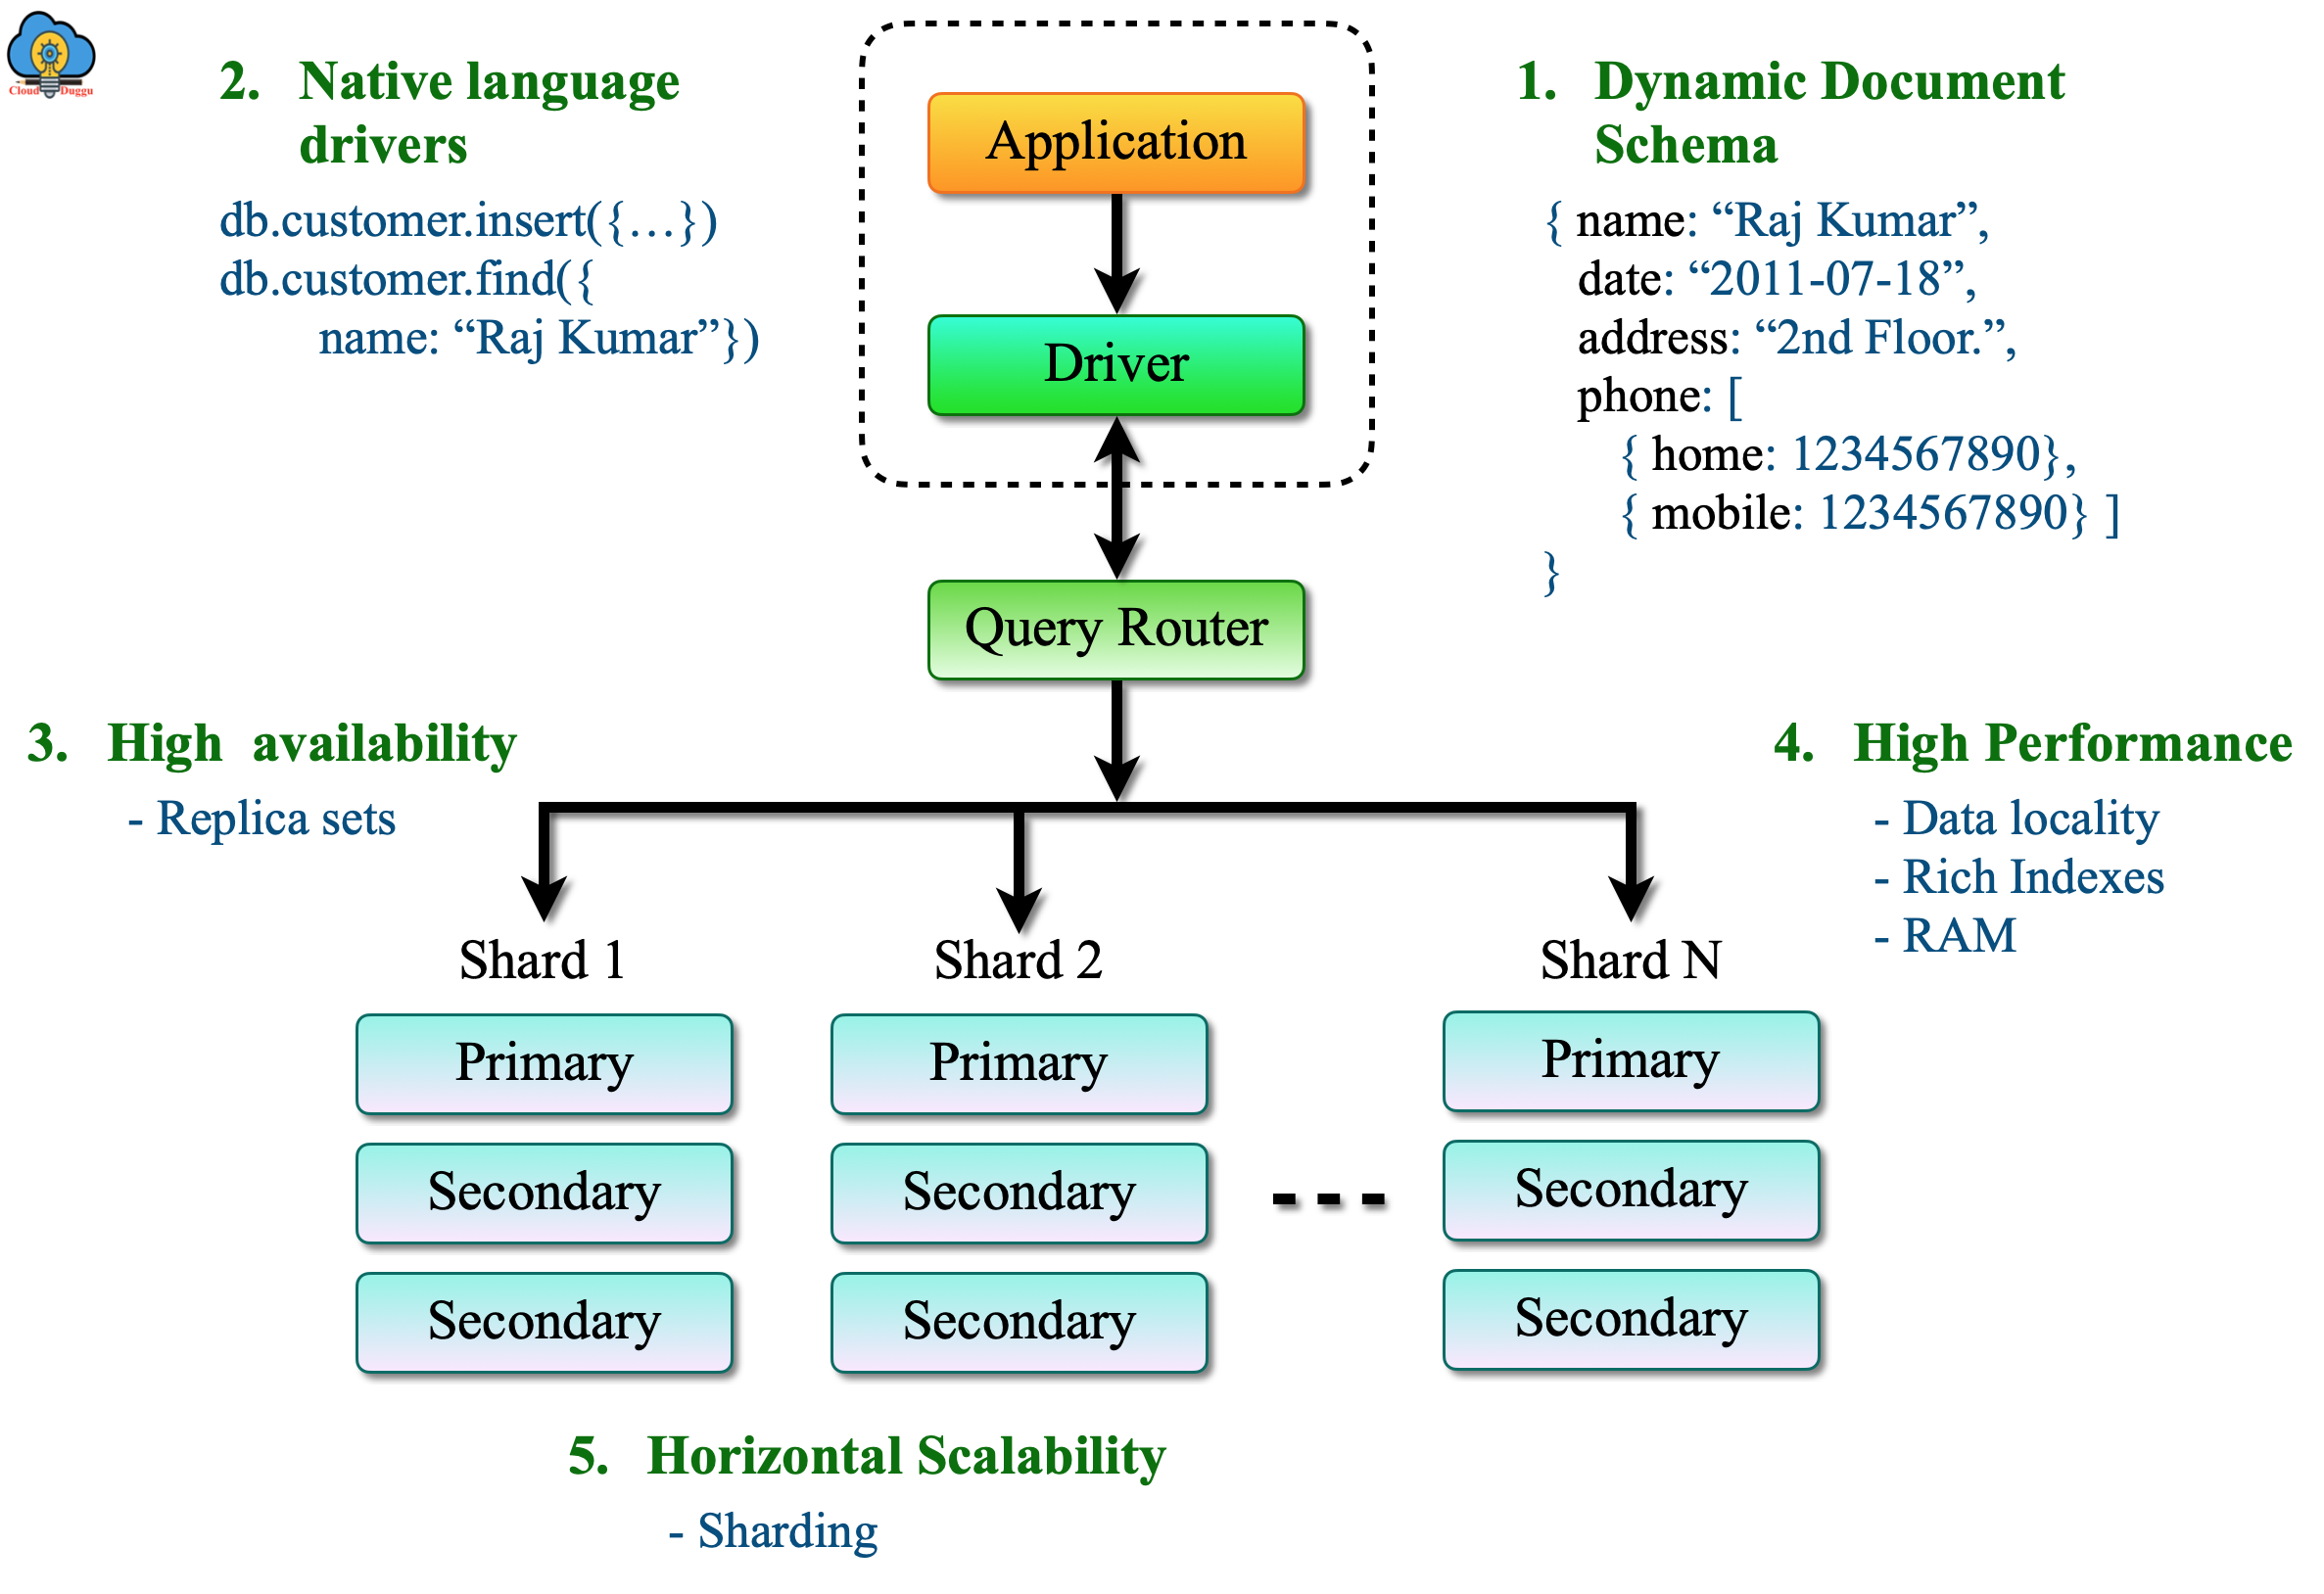 Cloud Duggu
2. Native language
drivers
db.customer.insert({…})
db.customer.find({
name: “Raj Kumar”})
Application
Driver
Query Router
1. Dynamic Document
Schema
{ name: “Raj Kumar”,
date: “2011-07-18”,
address: “2nd Floor.”,
phone: [
{ home: 1234567890},
{ mobile: 1234567890} ]
}
3. High availability
- Replica sets
4. High Performance
- Data locality
- Rich Indexes
- RAM
Shard 1
Primary
Secondary
Secondary
Shard 2
Primary
Secondary
Secondary
Shard N
Primary
Secondary
Secondary
5. Horizontal Scalability
- Sharding